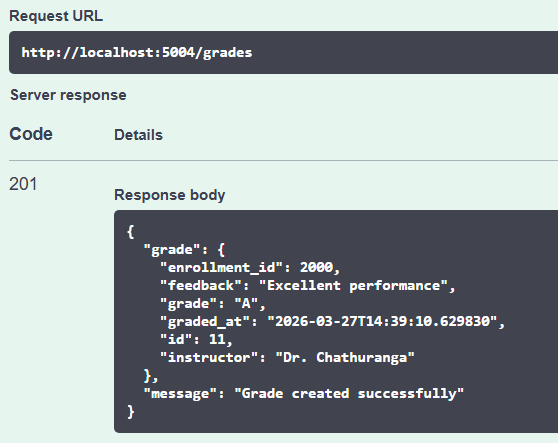 Request URL
http://localhost:5004/grades
Server response
Code Details
201
Response body
{
  "grade": {
    "enrollment_id": 2000,
    "feedback": "Excellent performance",
    "grade": "A",
    "graded_at": "2026-03-27T14:39:10.629830",
    "id": 11,
    "instructor": "Dr. Chathuranga"
  },
  "message": "Grade created successfully"
}